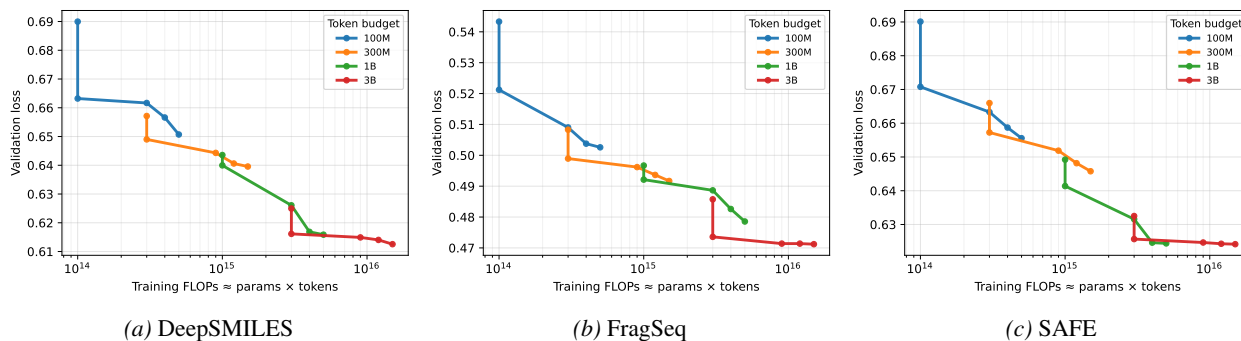 0.69
0.68
0.67
0.66
0.65
0.64
0.63
0.62
0.61
Validation loss
10^14
10^15
10^16
Training FLOPs ≈ params × tokens
Token budget
100M
300M
1B
3B
(a) DeepSMILES
0.54
0.53
0.52
0.51
0.50
0.49
0.48
0.47
Validation loss
10^14
10^15
10^16
Training FLOPs ≈ params × tokens
Token budget
100M
300M
1B
3B
(b) FragSeq
0.69
0.68
0.67
0.66
0.65
0.64
0.63
Validation loss
10^14
10^15
10^16
Training FLOPs ≈ params × tokens
Token budget
100M
300M
1B
3B
(c) SAFE